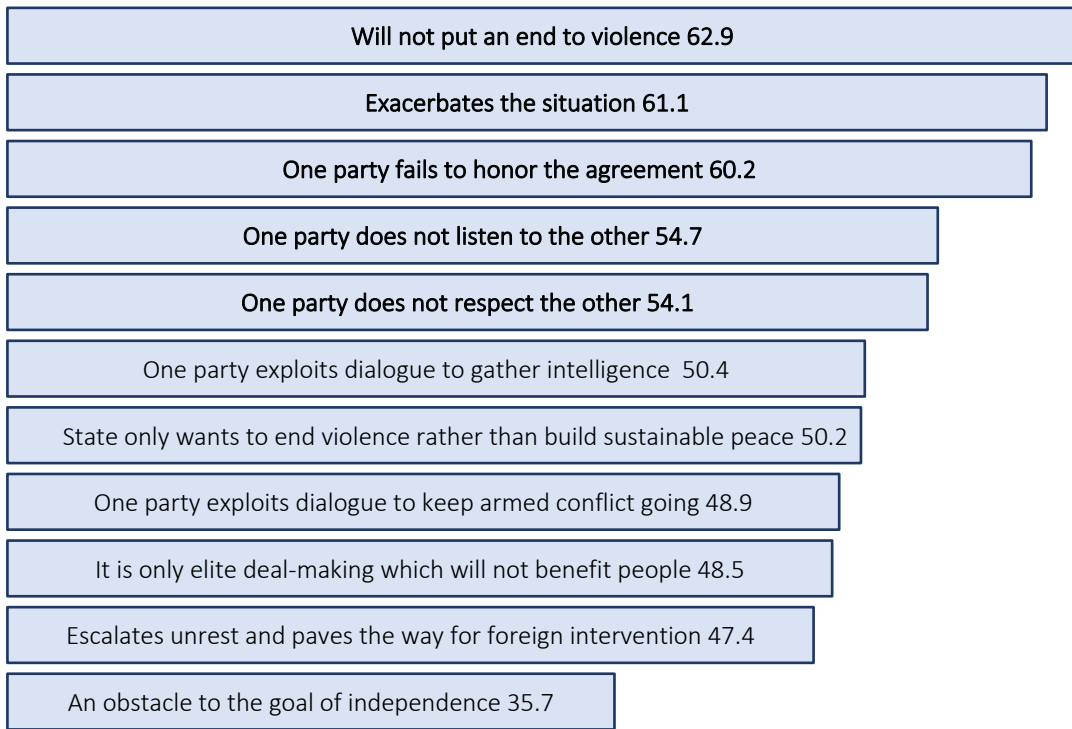 Will not put an end to violence 62.9
Exacerbates the situation 61.1
One party fails to honor the agreement 60.2
One party does not listen to the other 54.7
One party does not respect the other 54.1
One party exploits dialogue to gather intelligence 50.4
State only wants to end violence rather than build sustainable peace 50.2
One party exploits dialogue to keep armed conflict going 48.9
It is only elite deal-making which will not benefit people 48.5
Escalates unrest and paves the way for foreign intervention 47.4
An obstacle to the goal of independence 35.7